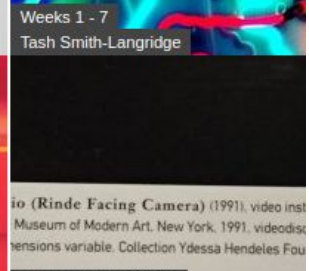 Weeks 1 - 7
Tash Smith-Langridge
io (Rinde Facing Camera) (1991), video inst
Museum of Modern Art, New York, 1991, videodisc
ensions variable. Collection Ydessa Hendeles Fou